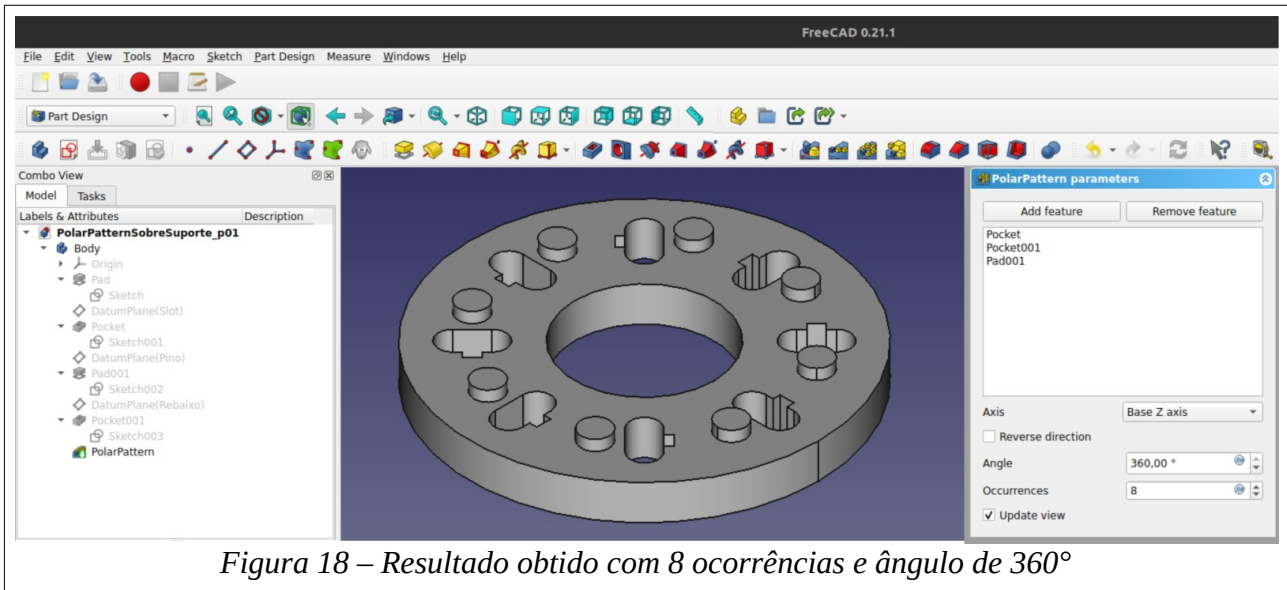 FreeCAD 0.21.1
File Edit View Tools Macro Sketch Part Design Measure Windows Help
Part Design
Combo View
Model Tasks
Labels & Attributes Description
PolarPatternSobreSuporte_p01
Body
Origin
Pad
Sketch
DatumPlane(Slot)
Pocket
Sketch001
DatumPlane(Pino)
Pad001
Sketch002
DatumPlane(Rebaixo)
Pocket001
Sketch003
PolarPattern
PolarPattern parameters
Add feature Remove feature
Pocket
Pocket001
Pad001
Axis Base Z axis
Reverse direction
Angle 360,00 °
Occurrences 8
Update view
Figura 18 – Resultado obtido com 8 ocorrências e ângulo de 360°